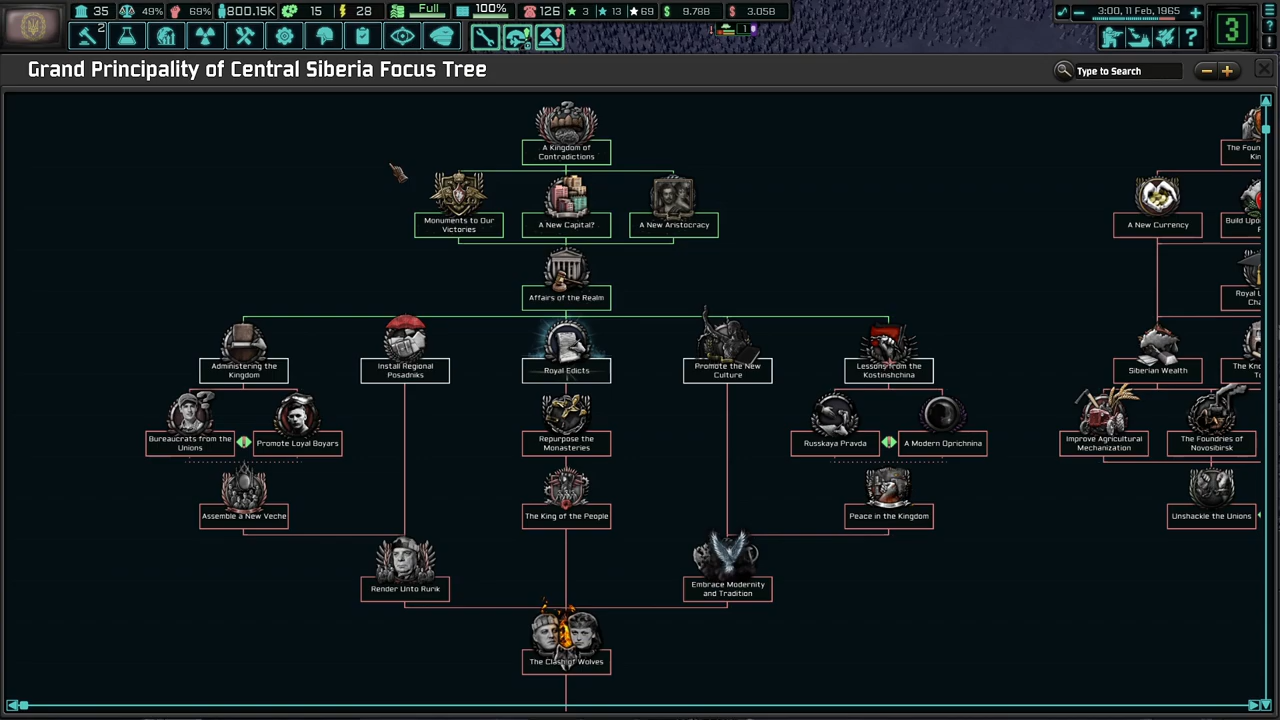 35 49% 69% 800.15K 15 28 Full 100% 126 3 13 69 $ 9.78B $ 3.05B
3:00, 11 Feb, 1965
2
1
3
Grand Principality of Central Siberia Focus Tree
Type to Search
A Kingdom of
Contradictions
Monuments to Our
Victories
A New Capital?
A New Aristocracy
A New Currency
Affairs of the Realm
Administering the
Kingdom
Install Regional
Posadniks
Royal Edicts
Promote the New
Culture
Lessons from the
Kostinshchina
Siberian Wealth
Bureaucrats from the
Unions
Promote Loyal Boyars
Repurpose the
Monasteries
Russkaya Pravda
A Modern Oprichnina
Improve Agricultural
Mechanization
The Foundries of
Novosibirsk
Assemble a New Veche
The King of the People
Peace in the Kingdom
Unshackle the Unions
Render Unto Rurik
Embrace Modernity
and Tradition
The Clash of Wolves